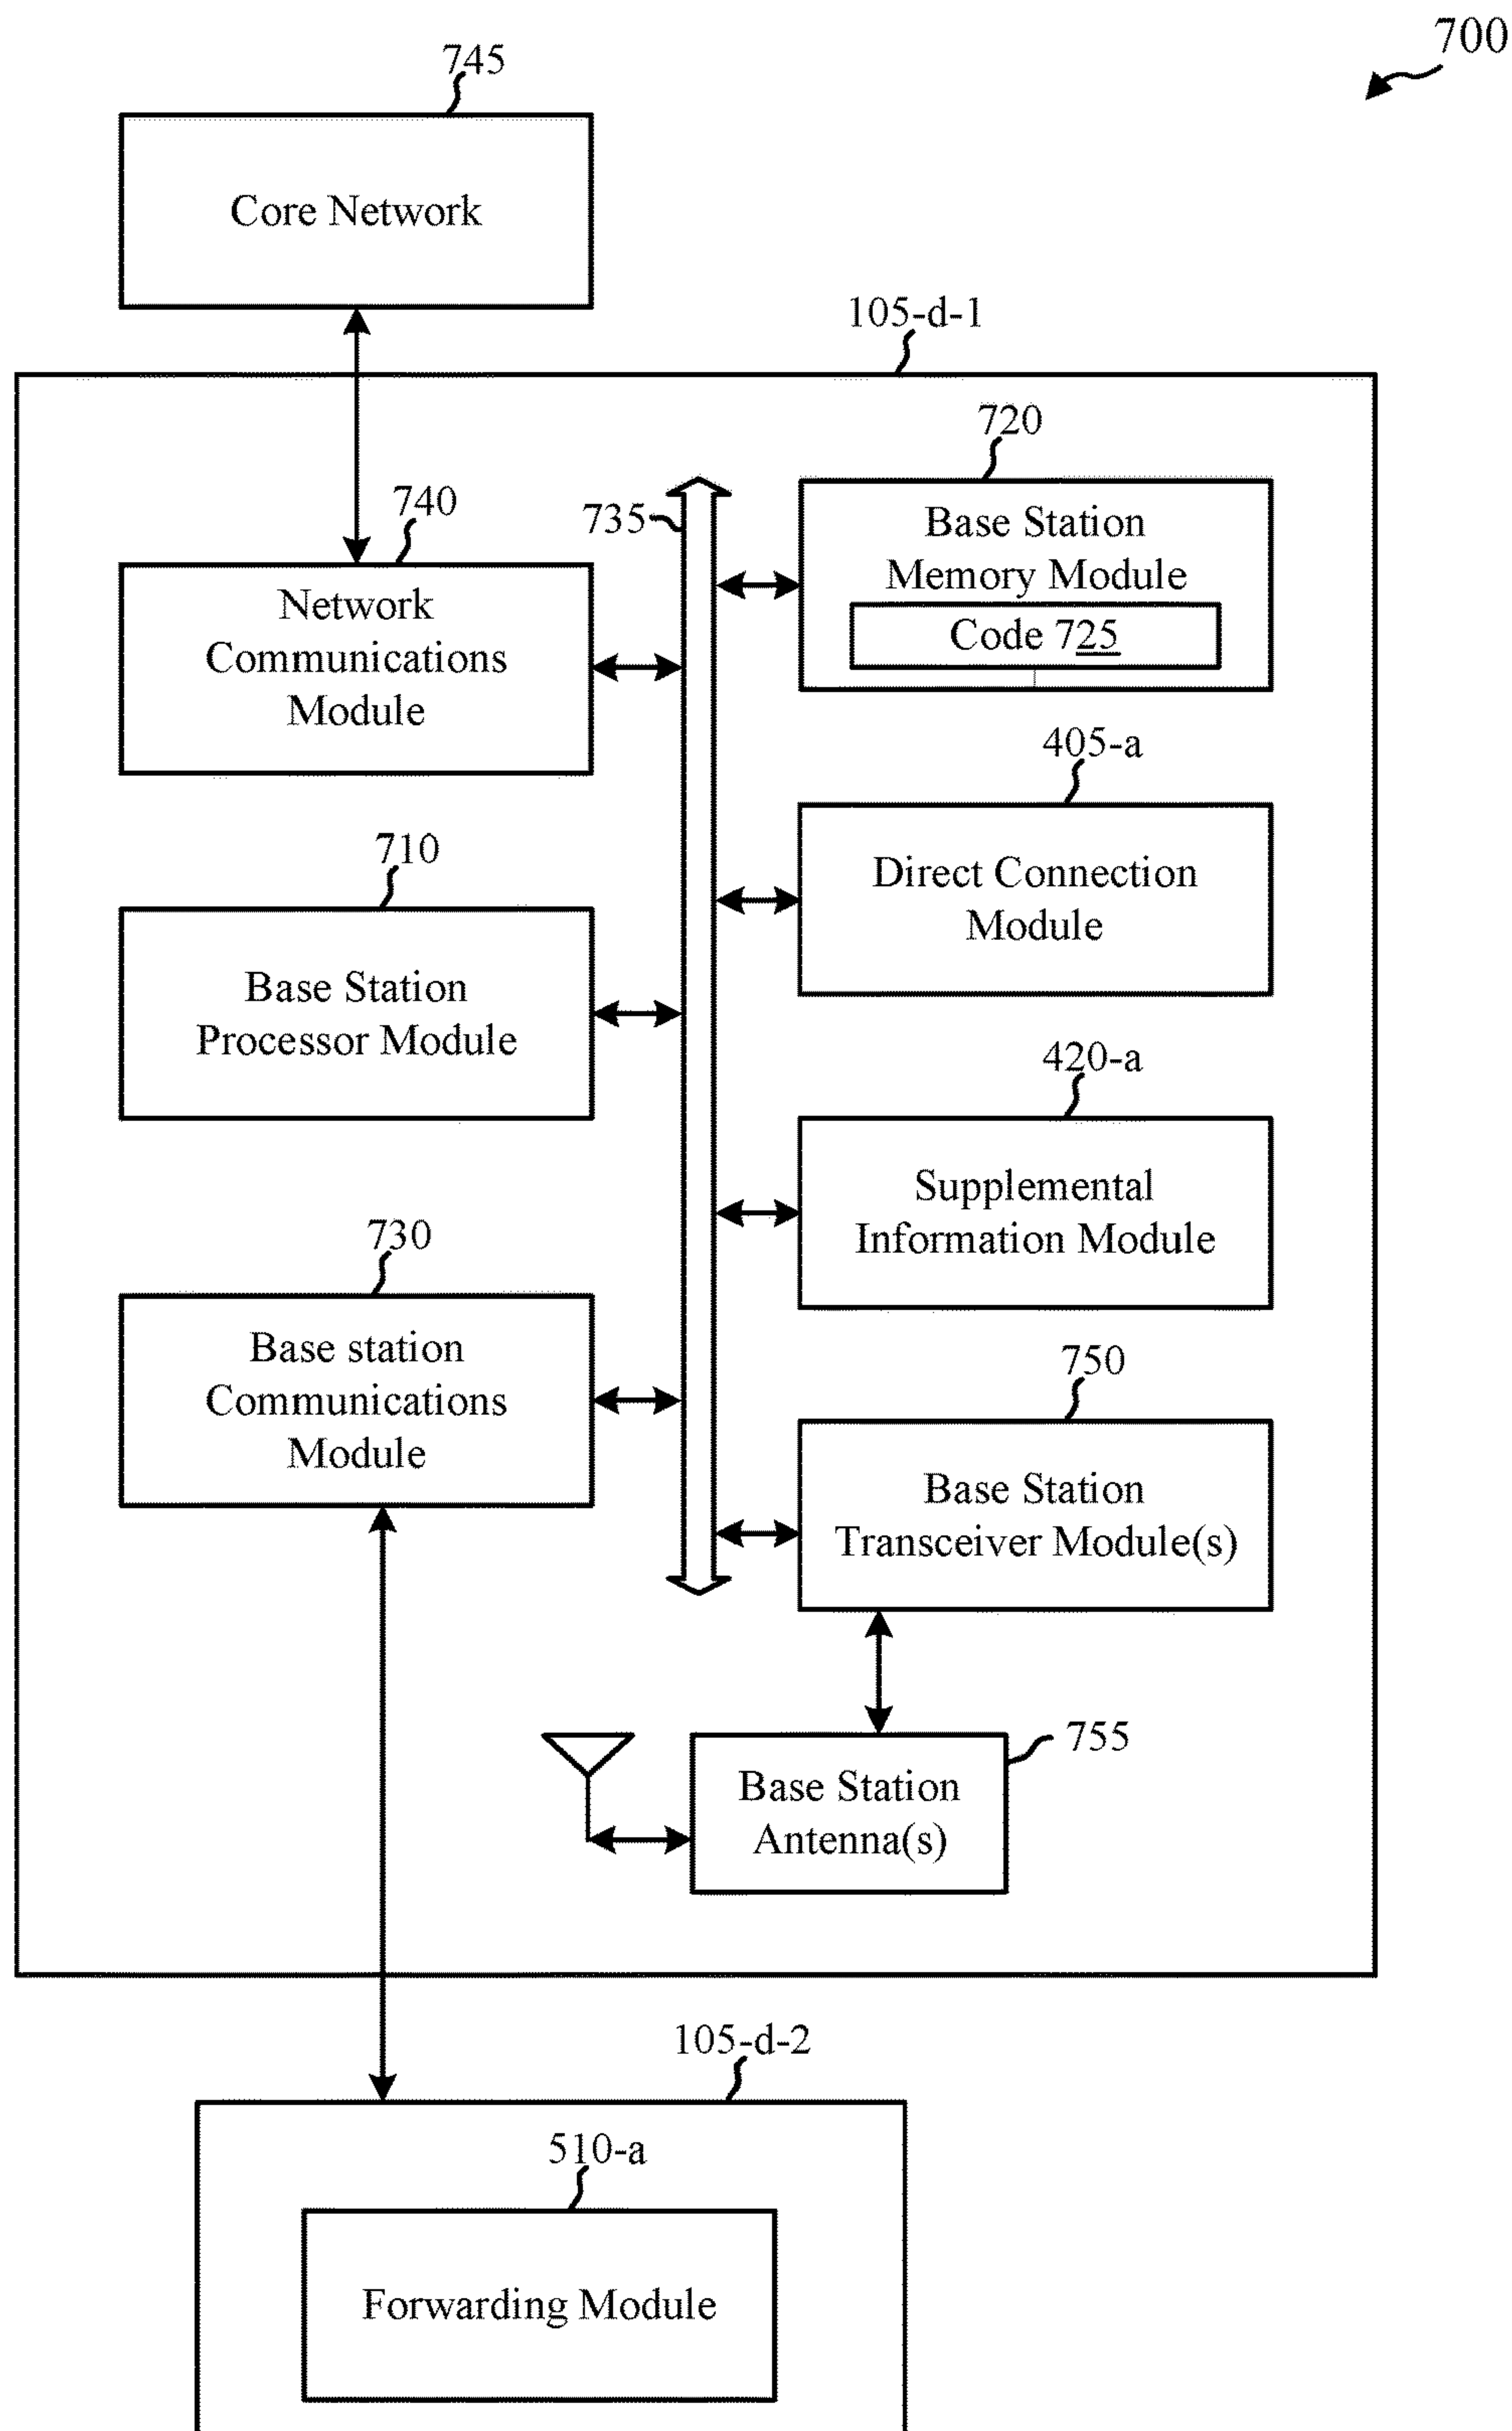 700
745
Core Network
105-d-1
720
740
735
Base Station
Memory Module
Code 725
Network
Communications
Module
405-a
Direct Connection
Module
710
Base Station
Processor Module
420-a
Supplemental
Information Module
730
Base station
Communications
Module
750
Base Station
Transceiver Module(s)
755
Base Station
Antenna(s)
105-d-2
510-a
Forwarding Module